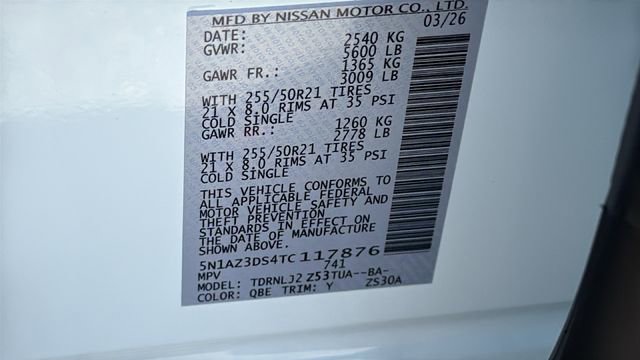 MFD BY NISSAN MOTOR CO., LTD.
DATE: 03/26
GVWR: 2540 KG
5600 LB
GAWR FR.: 1365 KG
3009 LB
WITH 255/50R21 TIRES
21 X 8.0 RIMS AT 35 PSI
COLD SINGLE
GAWR RR.: 1260 KG
2778 LB
WITH 255/50R21 TIRES
21 X 8.0 RIMS AT 35 PSI
COLD SINGLE
THIS VEHICLE CONFORMS TO
ALL APPLICABLE FEDERAL
MOTOR VEHICLE SAFETY AND
THEFT PREVENTION
STANDARDS IN EFFECT ON
THE DATE OF MANUFACTURE
SHOWN ABOVE.
5N1AZ3DS4TC117876
MPV 741
MODEL: TDRNLJ2 Z53TUA--BA-
COLOR: QBE TRIM: Y ZS30A